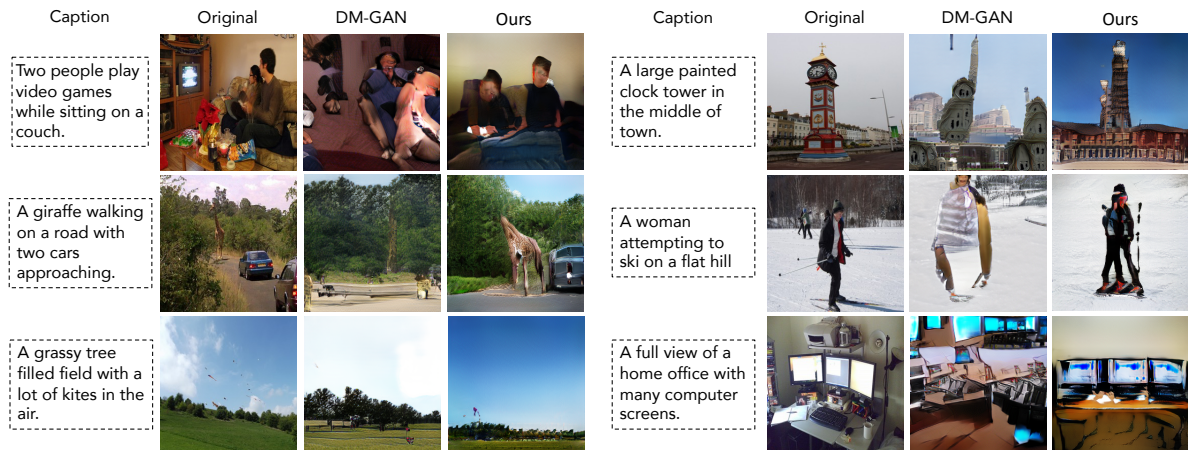 Caption Original DM-GAN Ours
Two people play
video games
while sitting on a
couch.
A giraffe walking
on a road with
two cars
approaching.
A grassy tree
filled field with a
lot of kites in the
air.
Caption Original DM-GAN Ours
A large painted
clock tower in
the middle of
town.
A woman
attempting to
ski on a flat hill
A full view of a
home office with
many computer
screens.